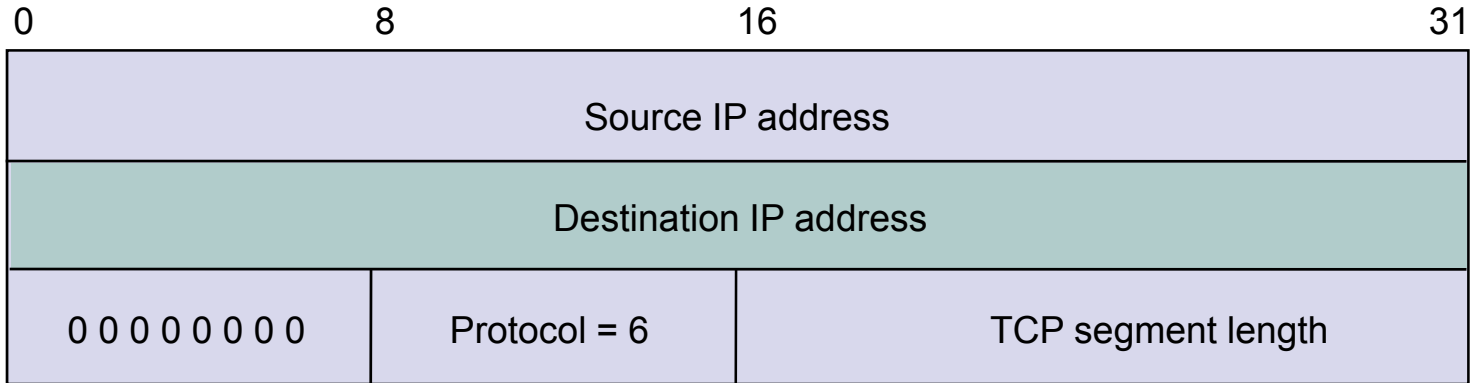 0 8 16 31
Source IP address
Destination IP address
0 0 0 0 0 0 0 0 Protocol = 6 TCP segment length